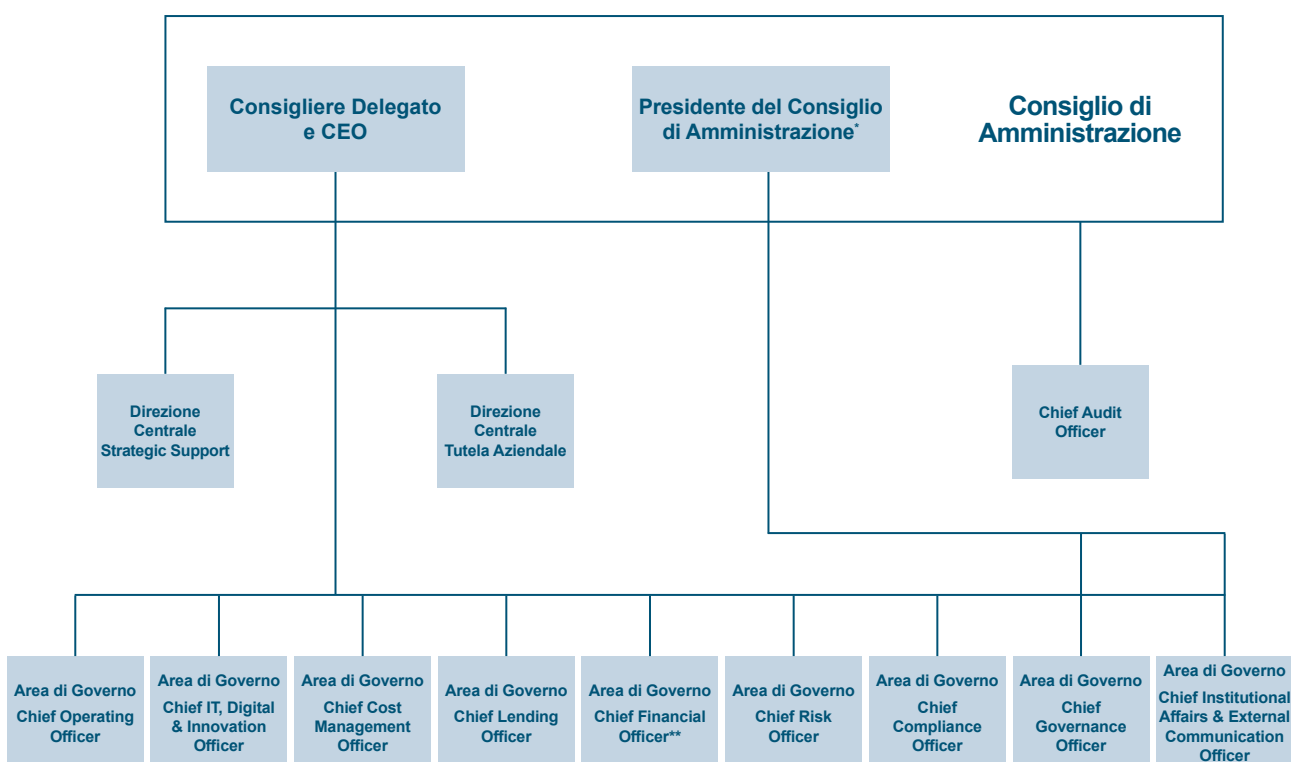 Consigliere Delegato
e CEO
Presidente del Consiglio
di Amministrazione*
Consiglio di
Amministrazione
Direzione
Centrale
Strategic Support
Direzione
Centrale
Tutela Aziendale
Chief Audit
Officer
Area di Governo
Chief Operating
Officer
Area di Governo
Chief IT, Digital
& Innovation
Officer
Area di Governo
Chief Cost
Management
Officer
Area di Governo
Chief Lending
Officer
Area di Governo
Chief Financial
Officer**
Area di Governo
Chief Risk
Officer
Area di Governo
Chief
Compliance
Officer
Area di Governo
Chief
Governance
Officer
Area di Governo
Chief Institutional
Affairs & External
Communication
Officer